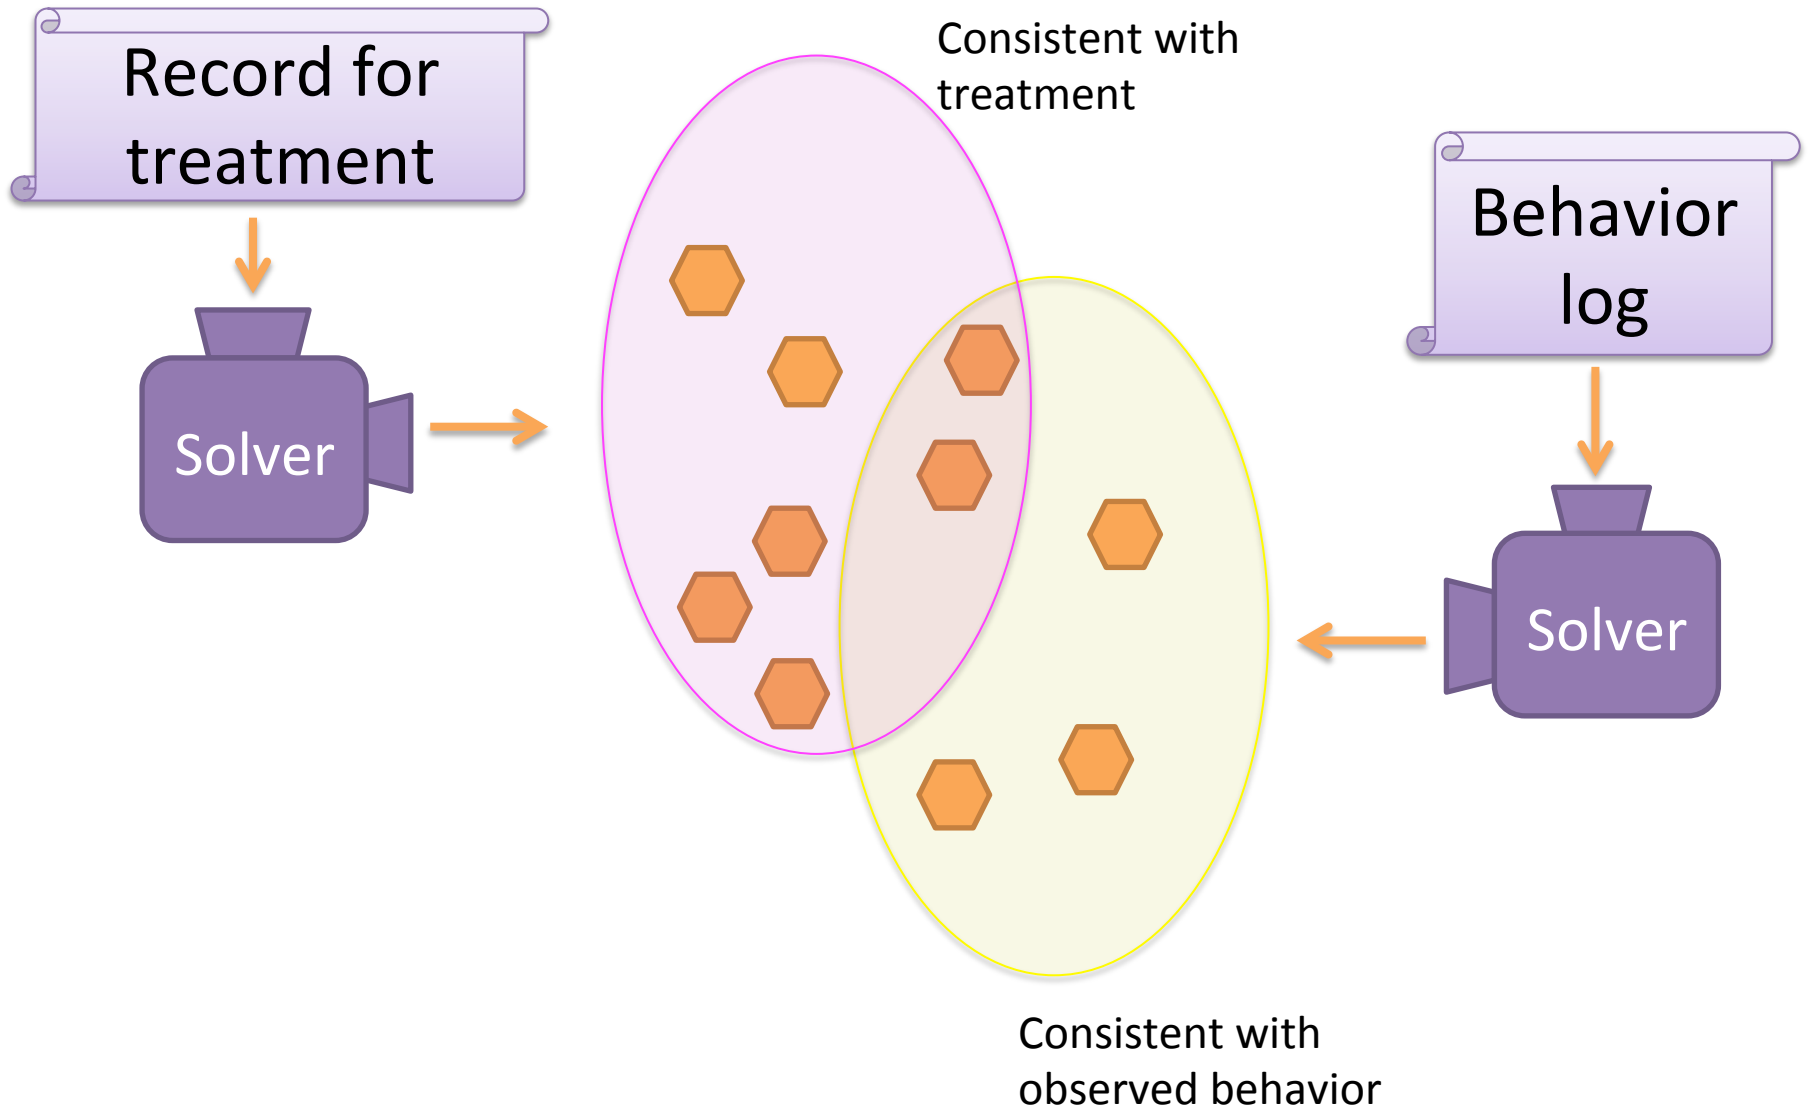 Record for
treatment
Consistent with
treatment
Behavior
log
Solver
Solver
Consistent with
observed behavior